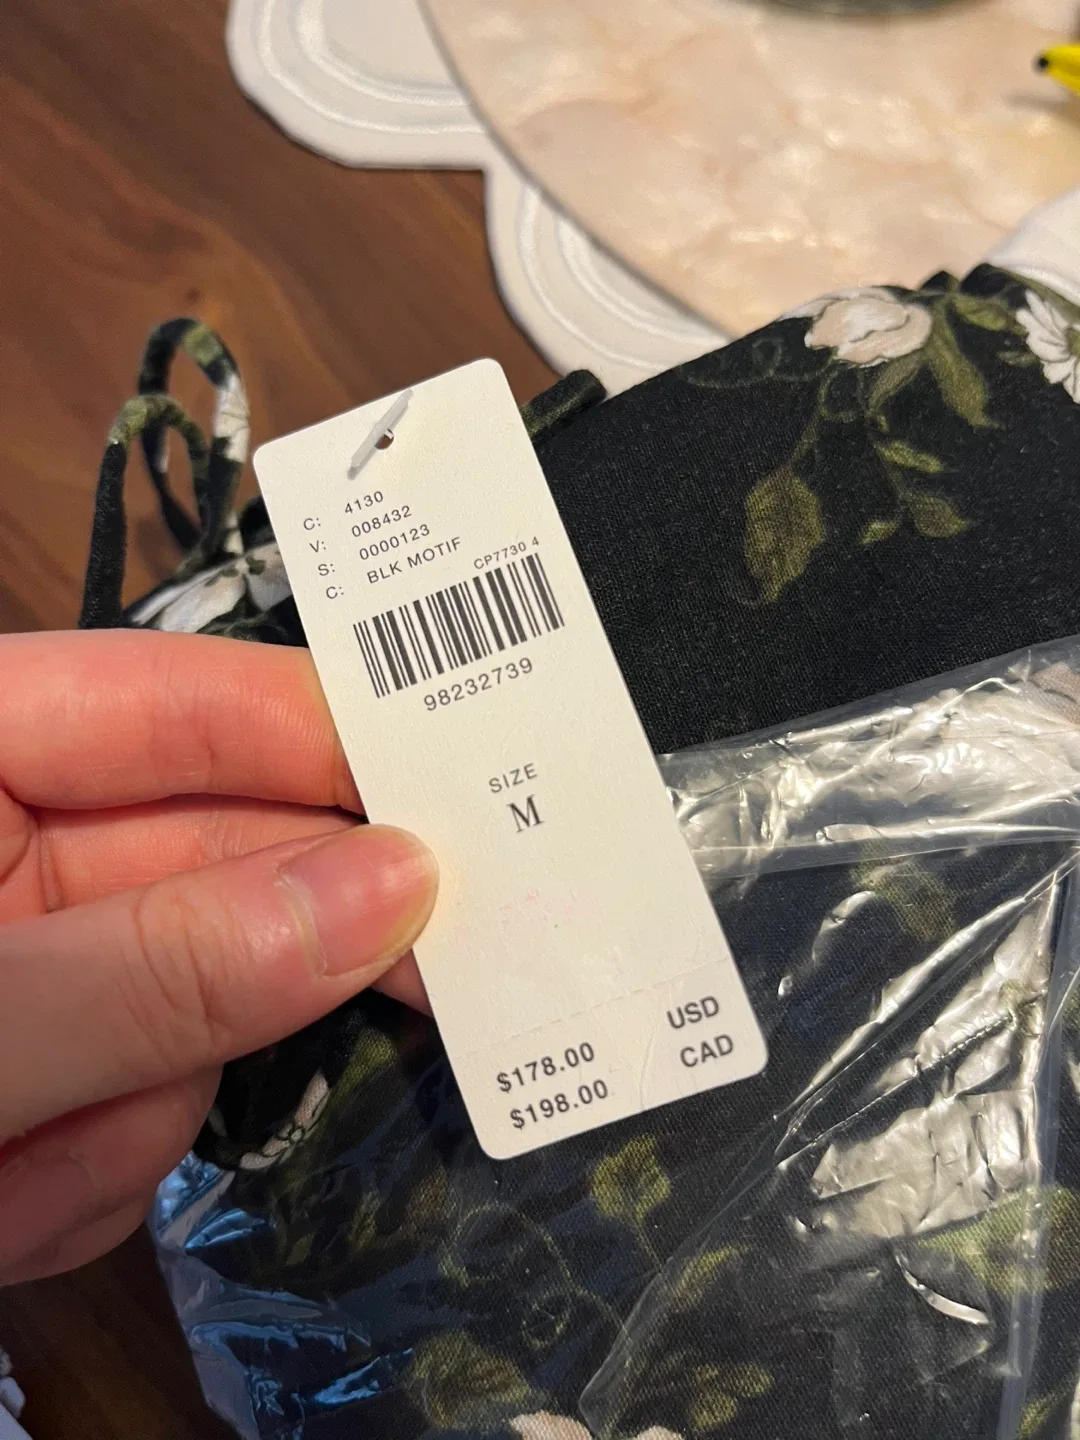 C: 4130
V: 008432
S: 0000123
C: BLK MOTIF
CP7730 4
98232739
SIZE
M
$178.00 USD
$198.00 CAD